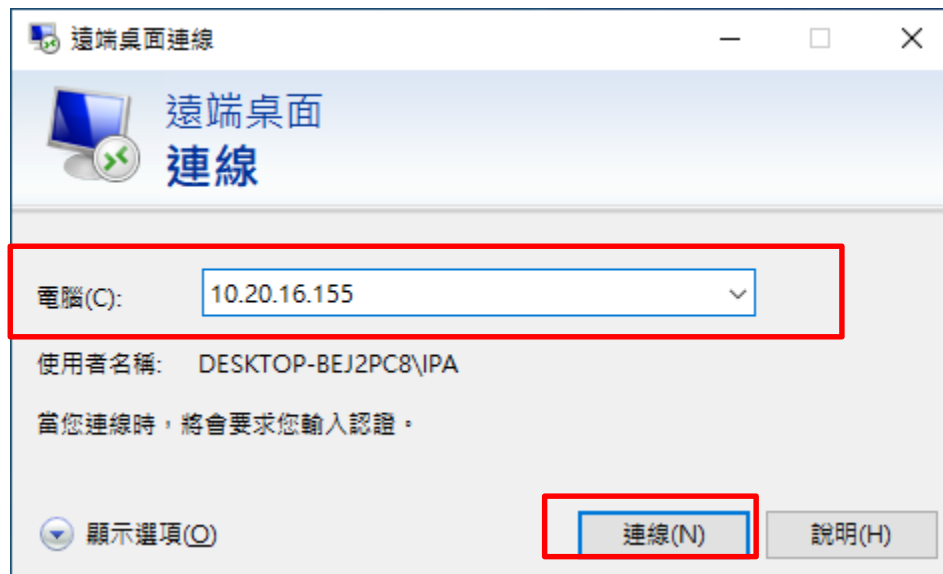 遠端桌面連線
遠端桌面
連線
電腦(C): 10.20.16.155
使用者名稱: DESKTOP-BEJ2PC8\IPA
當您連線時，將會要求您輸入認證。
顯示選項(O) 連線(N) 說明(H)